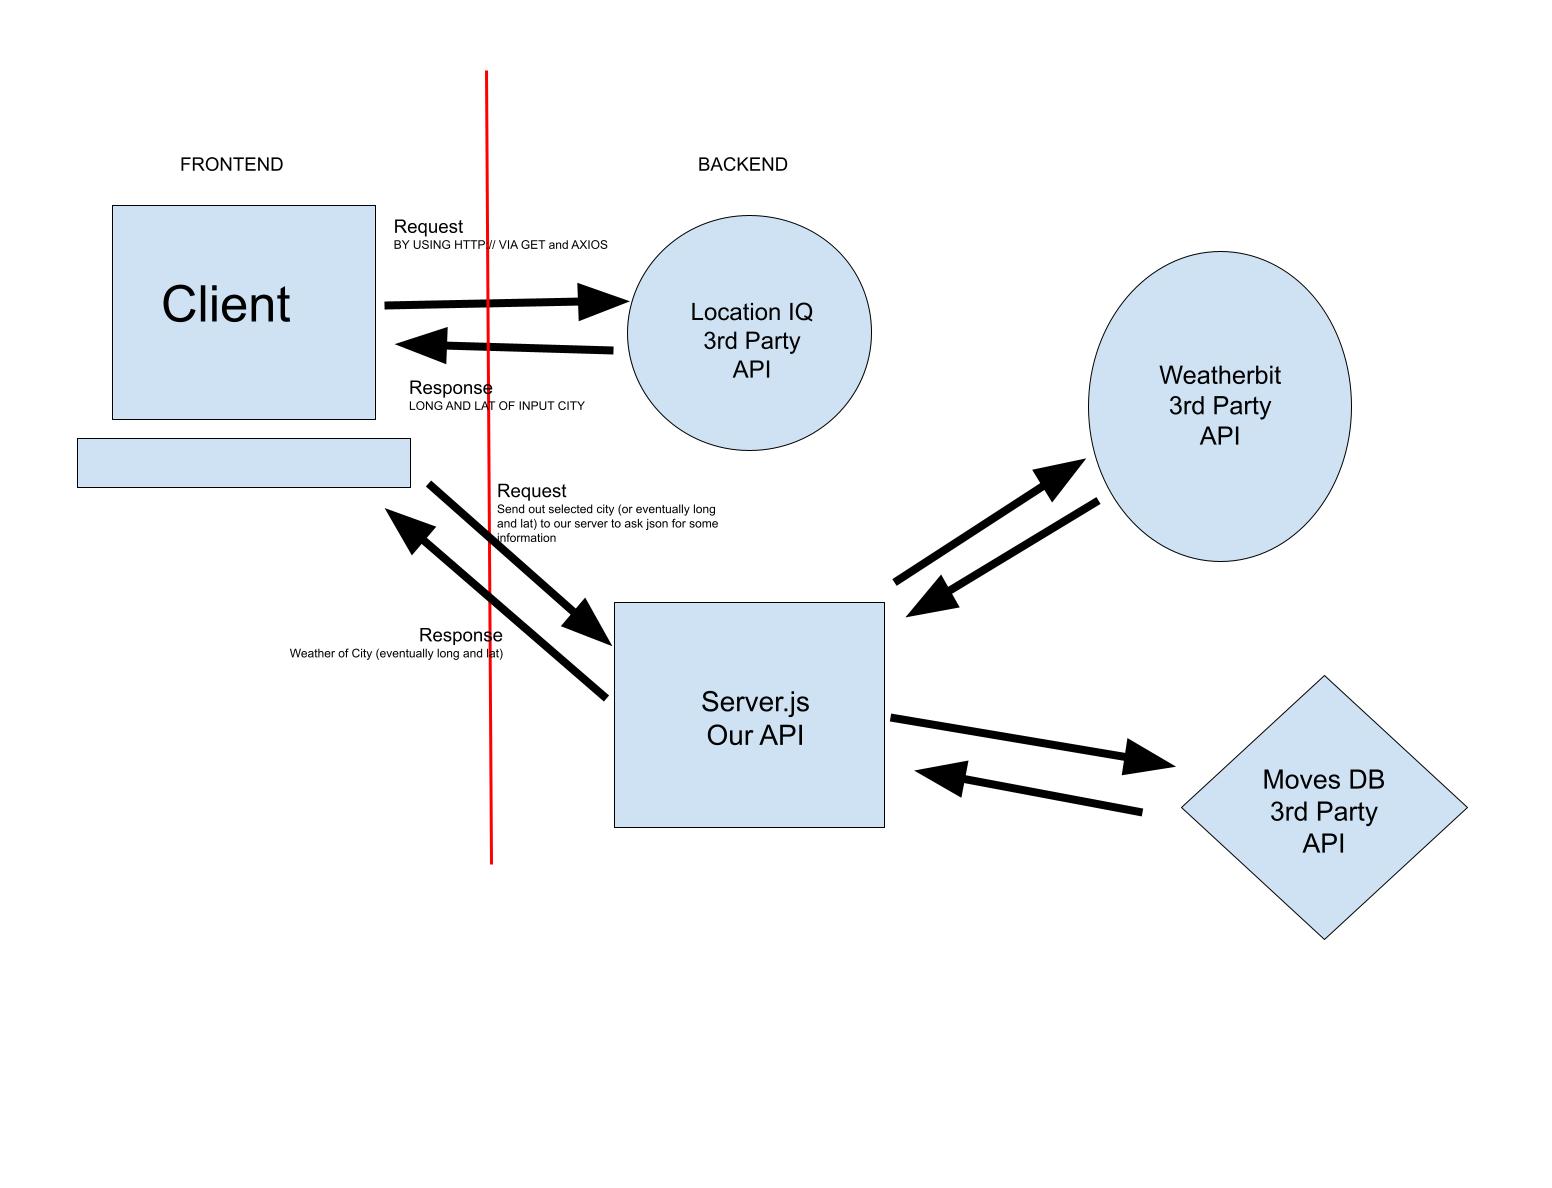 FRONTEND
BACKEND
Client
Request
BY USING HTTP:// VIA GET and AXIOS
Location IQ
3rd Party
API
Response
LONG AND LAT OF INPUT CITY
Weatherbit
3rd Party
API
Request
Send out selected city (or eventually long
and lat) to our server to ask json for some
information
Response
Weather of City (eventually long and lat)
Server.js
Our API
Moves DB
3rd Party
API